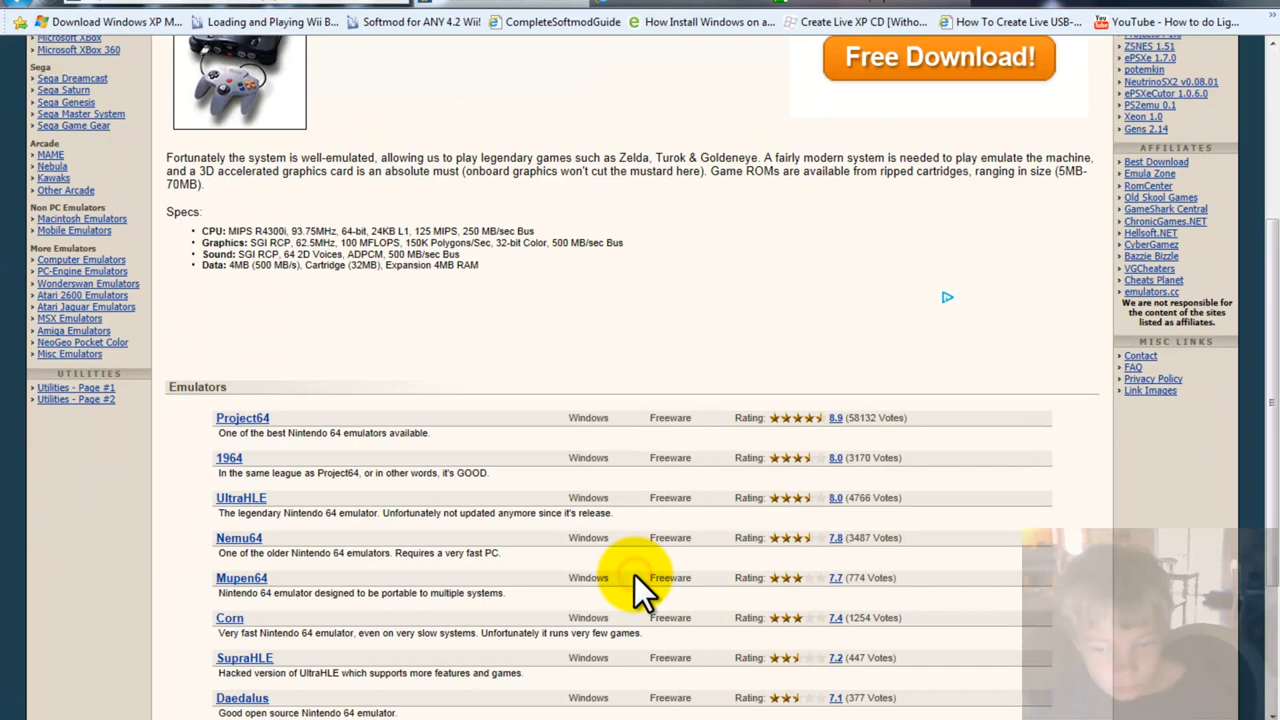 Download Windows XP M...
Loading and Playing Wii B...
Softmod for ANY 4.2 Wii!
CompleteSoftmodGuide
How Install Windows on a...
Create Live XP CD [Witho...
How To Create Live USB-...
YouTube - How to do Lig...
Microsoft XBox
Microsoft XBox 360
Sega
Sega Dreamcast
Sega Saturn
Sega Genesis
Sega Master System
Sega Game Gear
Arcade
MAME
Nebula
Kawaks
Other Arcade
Non PC Emulators
Macintosh Emulators
Mobile Emulators
More Emulators
Computer Emulators
PC-Engine Emulators
Wonderswan Emulators
Atari 2600 Emulators
Atari Jaguar Emulators
MSX Emulators
Amiga Emulators
NeoGeo Pocket Color
Misc Emulators
UTILITIES
Utilities - Page #1
Utilities - Page #2
Free Download!
Fortunately the system is well-emulated, allowing us to play legendary games such as Zelda, Turok & Goldeneye. A fairly modern system is needed to play emulate the machine,
and a 3D accelerated graphics card is an absolute must (onboard graphics won't cut the mustard here). Game ROMs are available from ripped cartridges, ranging in size (5MB-
70MB).
Specs:
• CPU: MIPS R4300i, 93.75MHz, 64-bit, 24KB L1, 125 MIPS, 250 MB/sec Bus
• Graphics: SGI RCP, 62.5MHz, 100 MFLOPS, 150K Polygons/Sec, 32-bit Color, 500 MB/sec Bus
• Sound: SGI RCP, 64 2D Voices, ADPCM, 500 MB/sec Bus
• Data: 4MB (500 MB/s), Cartridge (32MB), Expansion 4MB RAM
Emulators
Project64 Windows Freeware Rating: 8.9 (58132 Votes)
One of the best Nintendo 64 emulators available.
1964 Windows Freeware Rating: 8.0 (3170 Votes)
In the same league as Project64, or in other words, it's GOOD.
UltraHLE Windows Freeware Rating: 8.0 (4766 Votes)
The legendary Nintendo 64 emulator. Unfortunately not updated anymore since it's release.
Nemu64 Windows Freeware Rating: 7.8 (3487 Votes)
One of the older Nintendo 64 emulators. Requires a very fast PC.
Mupen64 Windows Freeware Rating: 7.7 (774 Votes)
Nintendo 64 emulator designed to be portable to multiple systems.
Corn Windows Freeware Rating: 7.4 (1254 Votes)
Very fast Nintendo 64 emulator, even on very slow systems. Unfortunately it runs very few games.
SupraHLE Windows Freeware Rating: 7.2 (447 Votes)
Hacked version of UltraHLE which supports more features and games.
Daedalus Windows Freeware Rating: 7.1 (377 Votes)
Good open source Nintendo 64 emulator.
ZSNES 1.51
ePSXe 1.7.0
potemkin
NeutrinoSX2 v0.08.01
ePSXeCutor 1.0.6.0
PS2emu 0.1
Xeon 1.0
Gens 2.14
AFFILIATES
Best Download
Emula Zone
RomCenter
Old Skool Games
GameShark Central
ChronicGames.NET
Hellsoft.NET
CyberGamez
Bazzie Bizzle
VGCheaters
Cheats Planet
emulators.cc
We are not responsible for
the content of the sites
listed as affiliates.
MISC LINKS
Contact
FAQ
Privacy Policy
Link Images